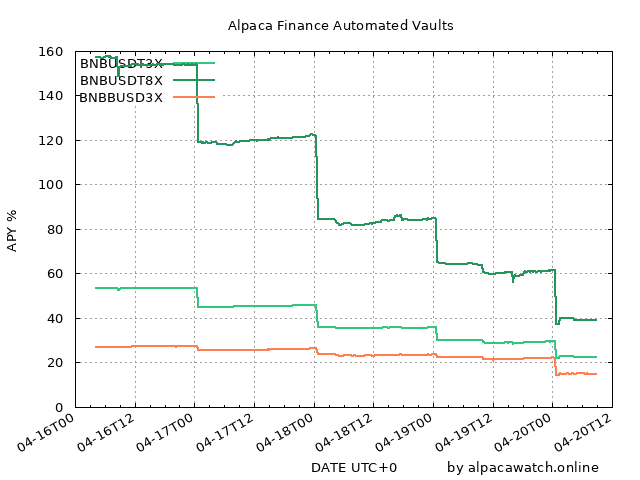 Alpaca Finance Automated Vaults
160
140
120
100
80
60
40
20
0
APY %
BNBUSDT3X
BNBUSDT8X
BNBBUSD3X
04-16T00
04-16T12
04-17T00
04-17T12
04-18T00
04-18T12
04-19T00
04-19T12
04-20T00
04-20T12
DATE UTC+0
by alpacawatch.online